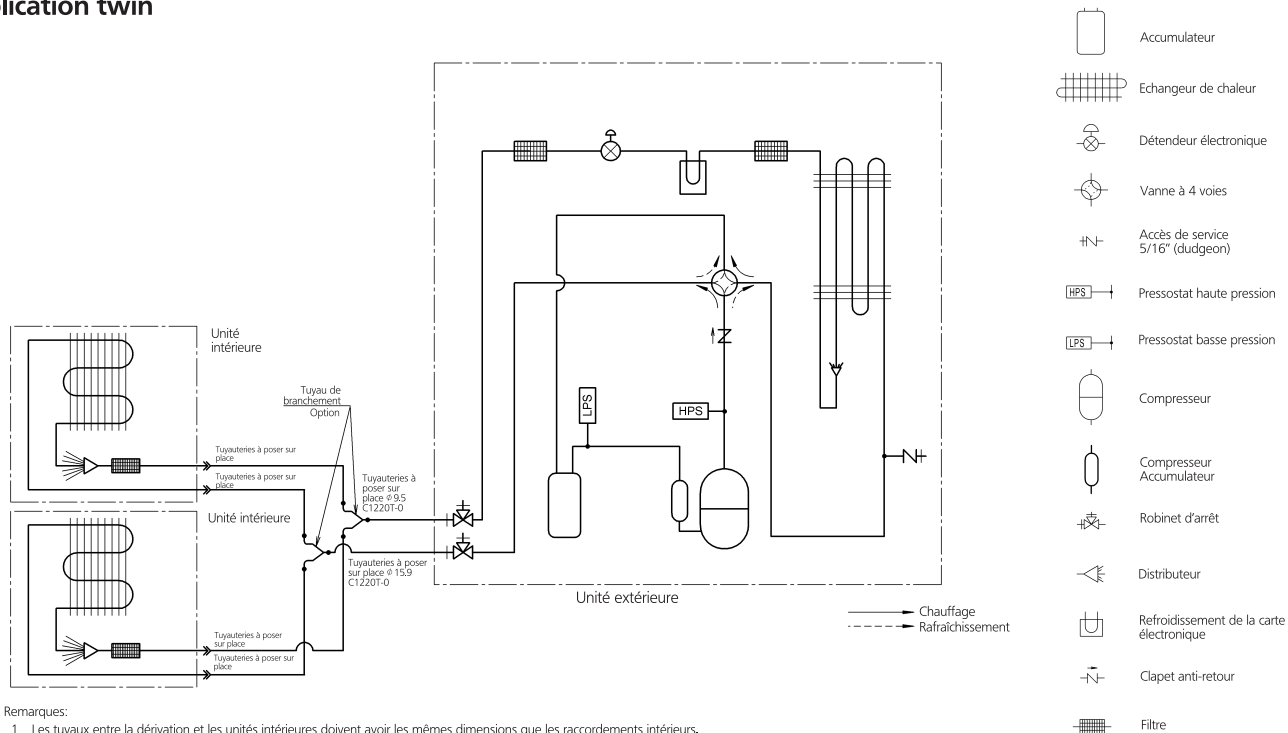 lication twin
Accumulateur
Echangeur de chaleur
Détendeur électronique
Vanne à 4 voies
Accès de service
5/16" (dudgeon)
HPS
Pressostat haute pression
LPS
Pressostat basse pression
Compresseur
Compresseur
Accumulateur
Robinet d'arrêt
Distributeur
Refroidissement de la carte
électronique
Clapet anti-retour
Filtre
Unité
intérieure
Tuyau de
branchement
Option
LPS
HPS
Tuyauteries à poser sur
place
Tuyauteries à poser sur
place
Tuyauteries à
poser sur
place φ 9.5
C1220T-0
Unité intérieure
Tuyauteries à poser
sur place φ 15.9
C1220T-0
Unité extérieure
Chauffage
Rafraîchissement
Tuyauteries à poser
sur place
Tuyauteries à poser sur
place
Remarques:
1 Les tuyaux entre la dérivation et les unités intérieures doivent avoir les mêmes dimensions que les raccordements intérieurs.